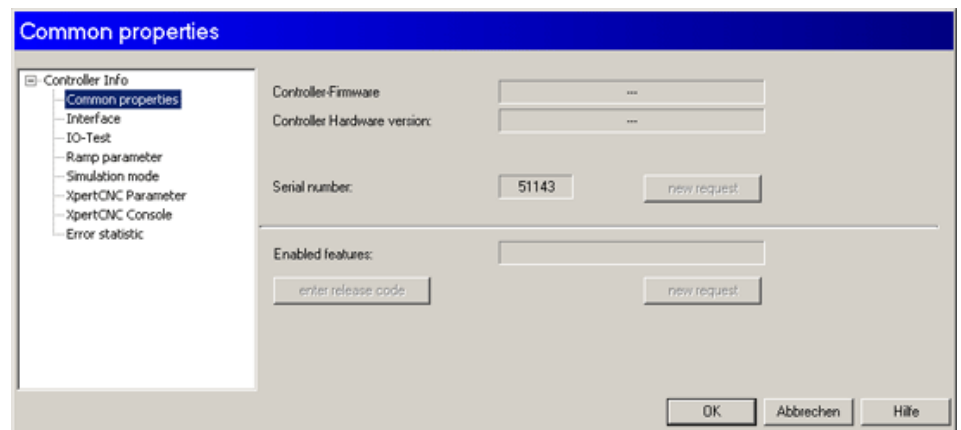 Common properties
Controller Info
Common properties
Interface
IO-Test
Ramp parameter
Simulation mode
XpertCNC Parameter
XpertCNC Console
Error statistic
Controller-Firmware ---
Controller Hardware version: ---
Serial number: 51143 new request
Enabled features:
enter release code new request
OK Abbrechen Hilfe